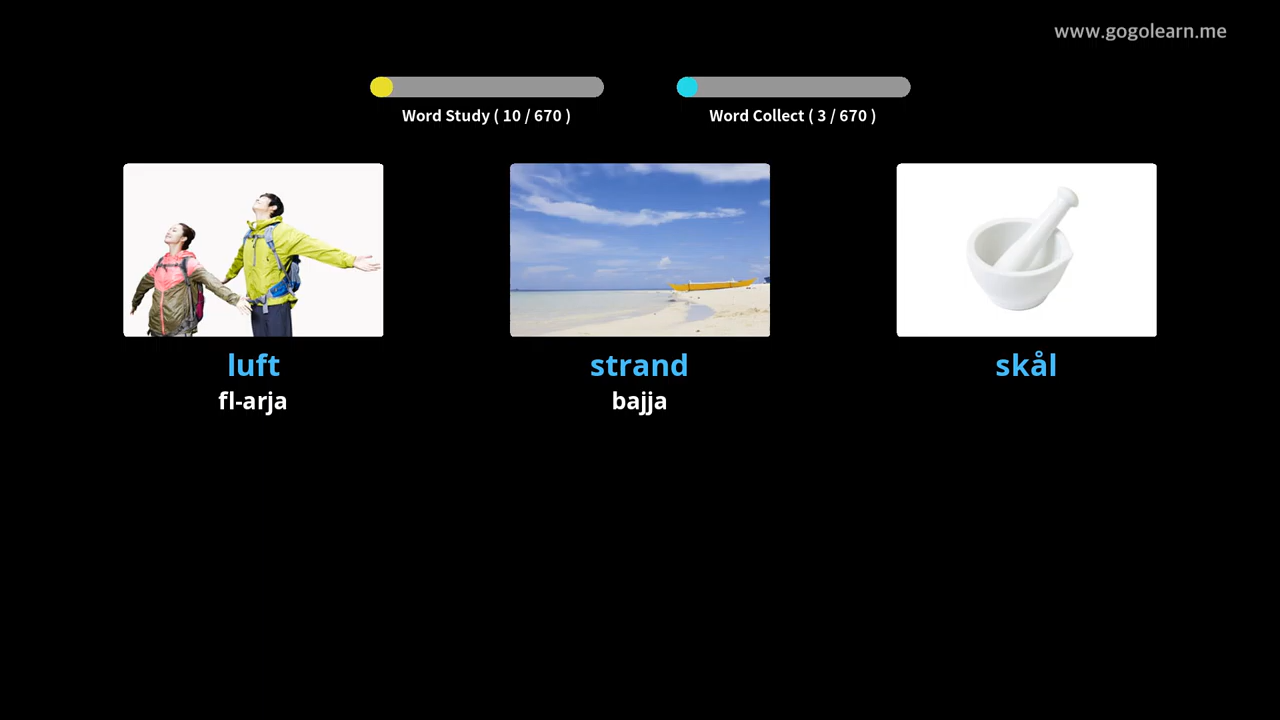 www.gogolearn.me
Word Study ( 10 / 670 )
Word Collect ( 3 / 670 )
luft
strand
skål
fl-arja
bajja